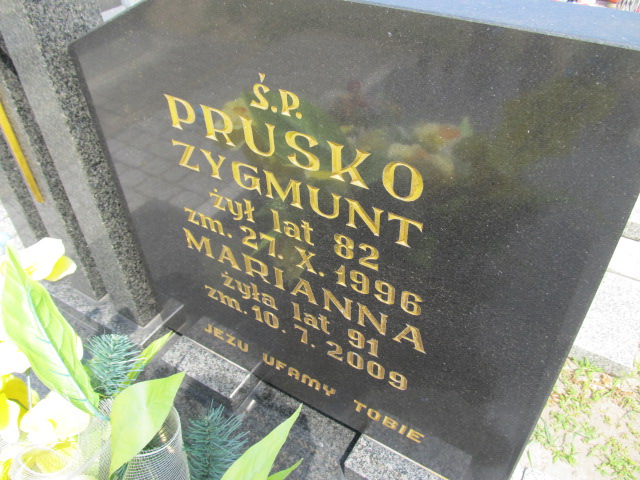 Ś.P.
PRUSKO
ZYGMUNT
żył lat 82
zm. 27. X. 1996
MARIANNA
żyła lat 91
zm. 10. 7. 2009
JEZU UFAMY TOBIE